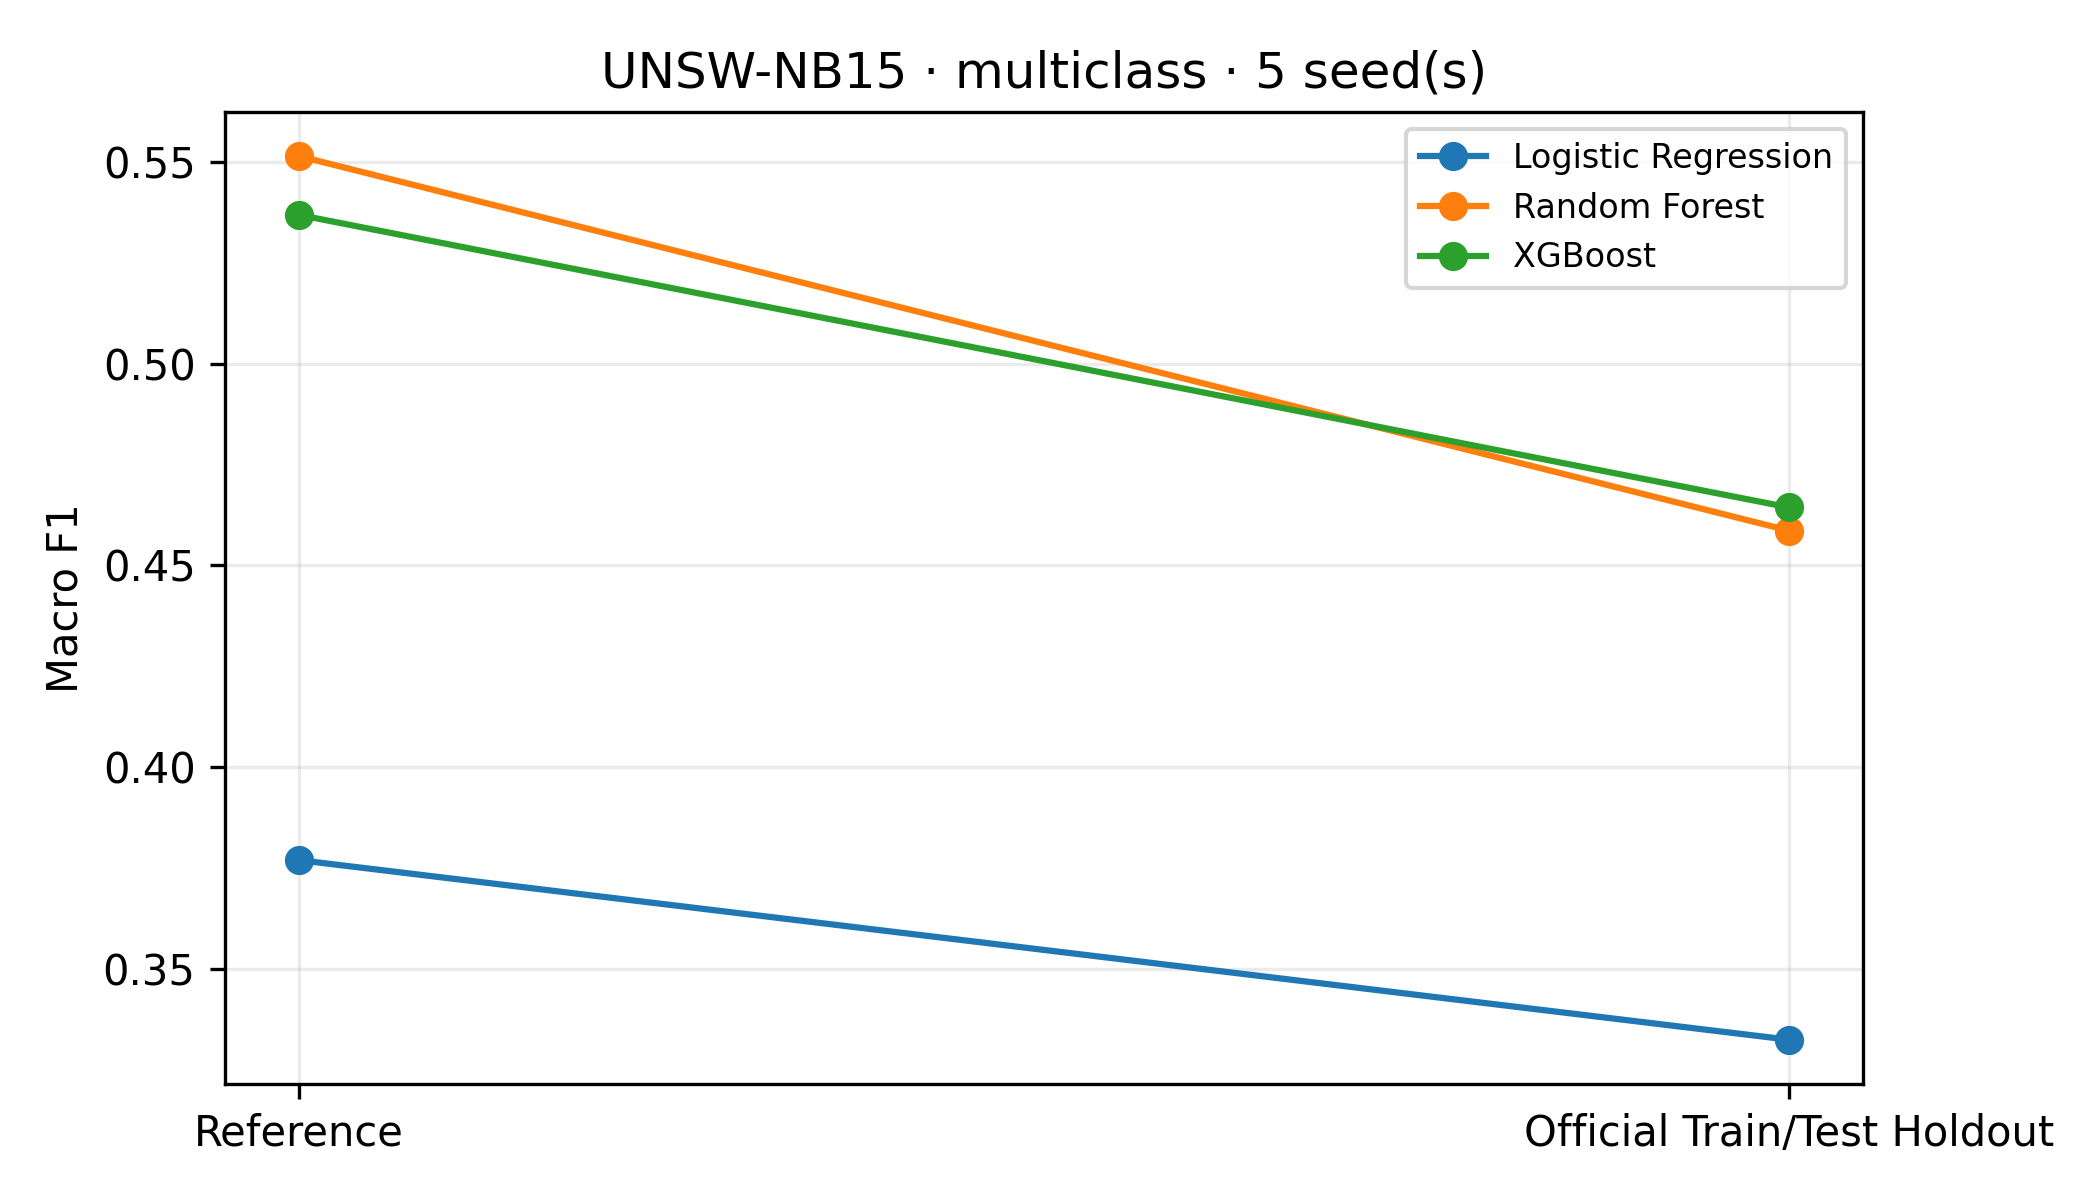 UNSW-NB15 · multiclass · 5 seed(s)
Logistic Regression
Random Forest
XGBoost
Macro F1
0.55
0.50
0.45
0.40
0.35
Reference
Official Train/Test Holdout